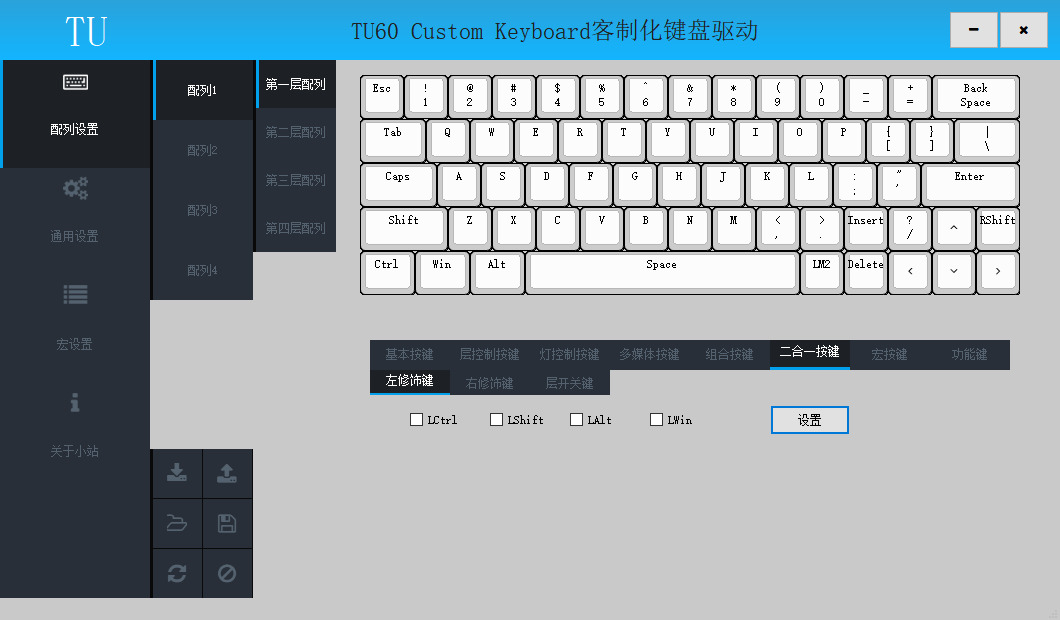 TU
TU60 Custom Keyboard客制化键盘驱动
配列设置
通用设置
宏设置
关于小站
配列1
配列2
配列3
配列4
第一层配列
第二层配列
第三层配列
第四层配列
Esc ! 1 @ 2 # 3 $ 4 % 5 ^ 6 & 7 * 8 ( 9 ) 0 _ - + = Back Space
Tab Q W E R T Y U I O P { [ } ] | \
Caps A S D F G H J K L : ; " ' Enter
Shift Z X C V B N M < , > . Insert ? / ^ RShift
Ctrl Win Alt Space LM2 Delete
基本按键 层控制按键 灯控制按键 多媒体按键 组合按键 二合一按键 宏按键 功能键
左修饰键 右修饰键 层开关键
LCtrl LShift LAlt LWin 设置